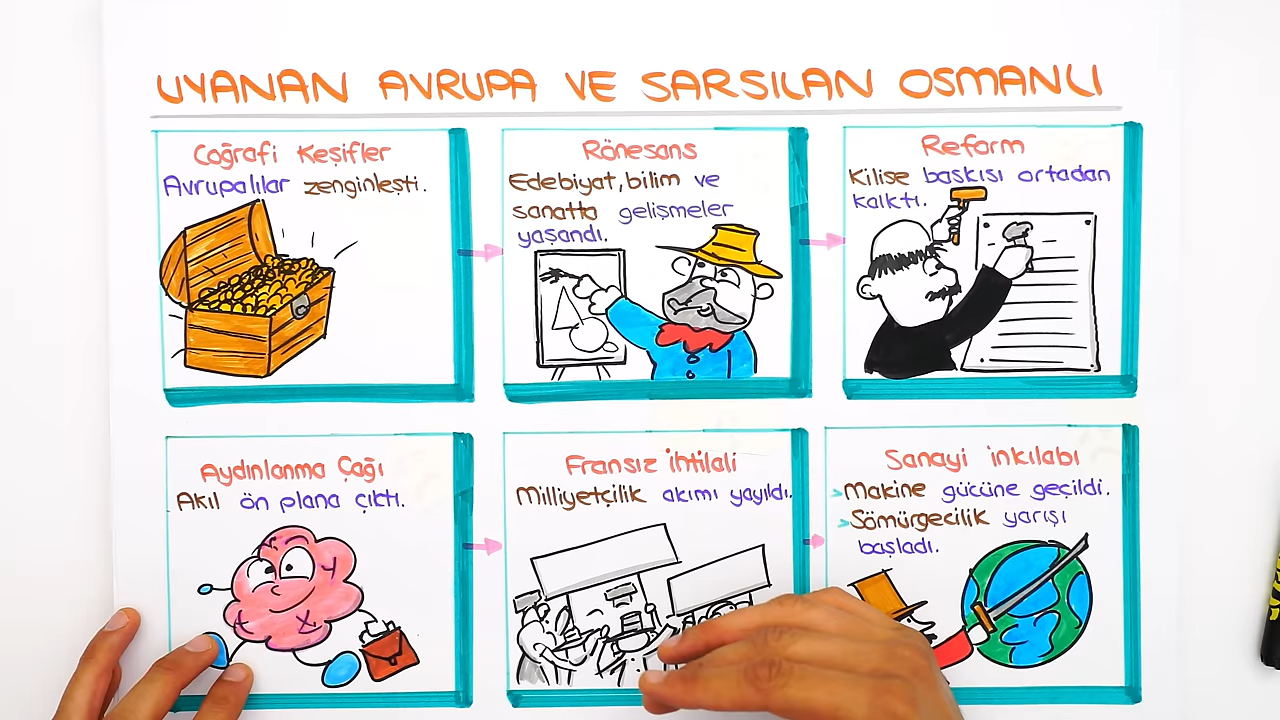 UYANAN AVRUPA VE SARSILAN OSMANLI
Coğrafi Keşifler
Avrupalılar zenginleşti.
Rönesans
Edebiyat, bilim ve
sanatta gelişmeler
yaşandı.
Reform
Kilise baskısı ortadan
kalktı.
Aydınlanma Çağı
Akıl ön plana çıktı.
Fransız ihtilali
Milliyetçilik akımı yayıldı.
Sanayi inkılabı
> Makine gücüne geçildi.
> Sömürgecilik yarışı
başladı.